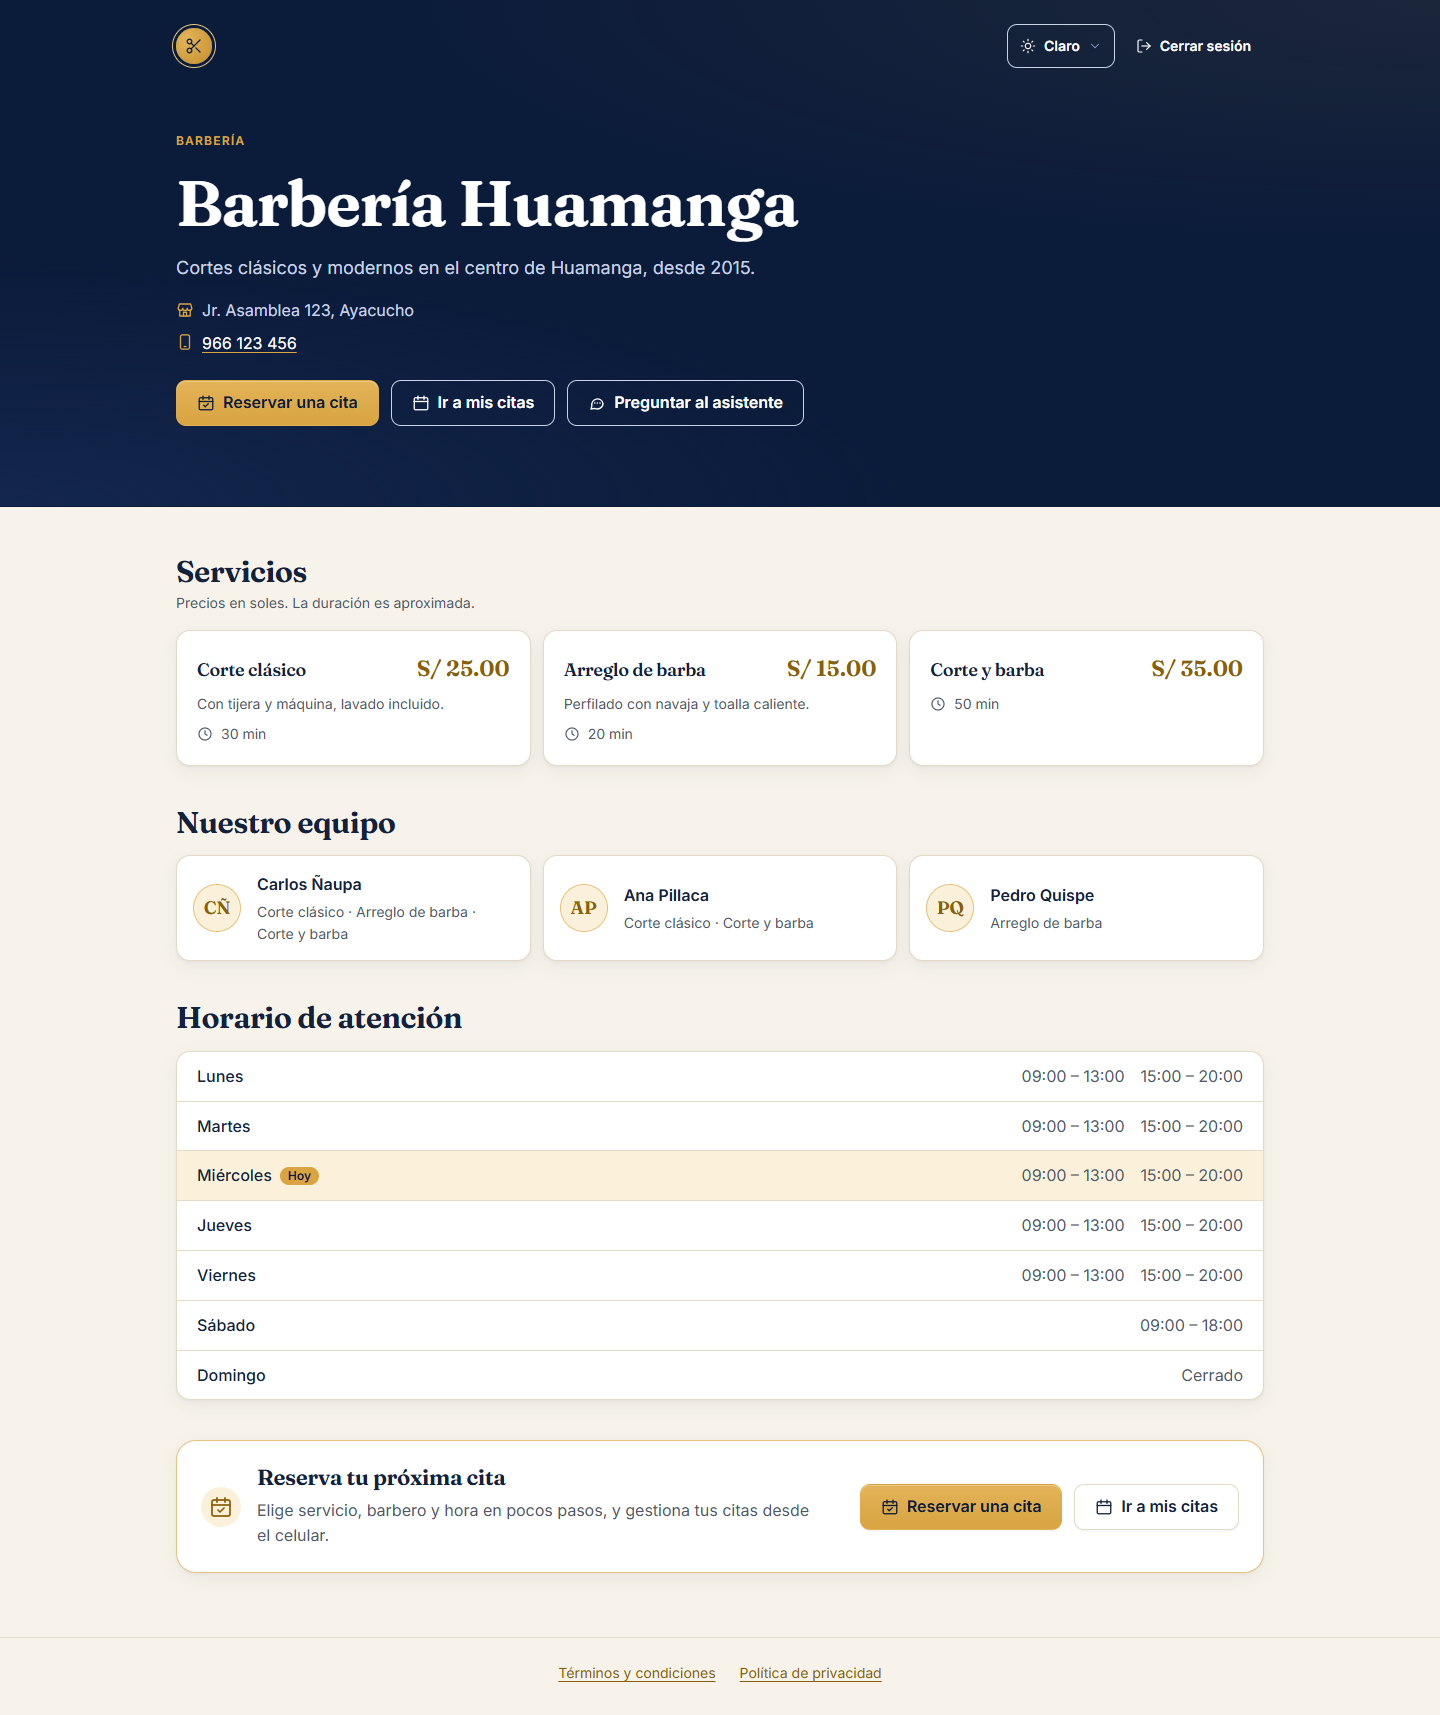 Claro
Cerrar sesión
BARBERÍA
Barbería Huamanga
Cortes clásicos y modernos en el centro de Huamanga, desde 2015.
Jr. Asamblea 123, Ayacucho
966 123 456
Reservar una cita
Ir a mis citas
Preguntar al asistente
Servicios
Precios en soles. La duración es aproximada.
Corte clásico S/ 25.00
Con tijera y máquina, lavado incluido.
30 min
Arreglo de barba S/ 15.00
Perfilado con navaja y toalla caliente.
20 min
Corte y barba S/ 35.00
50 min
Nuestro equipo
CÑ
Carlos Ñaupa
Corte clásico · Arreglo de barba ·
Corte y barba
AP
Ana Pillaca
Corte clásico · Corte y barba
PQ
Pedro Quispe
Arreglo de barba
Horario de atención
Lunes 09:00 – 13:00 15:00 – 20:00
Martes 09:00 – 13:00 15:00 – 20:00
Miércoles Hoy 09:00 – 13:00 15:00 – 20:00
Jueves 09:00 – 13:00 15:00 – 20:00
Viernes 09:00 – 13:00 15:00 – 20:00
Sábado 09:00 – 18:00
Domingo Cerrado
Reserva tu próxima cita
Elige servicio, barbero y hora en pocos pasos, y gestiona tus citas desde
el celular.
Reservar una cita
Ir a mis citas
Términos y condiciones
Política de privacidad